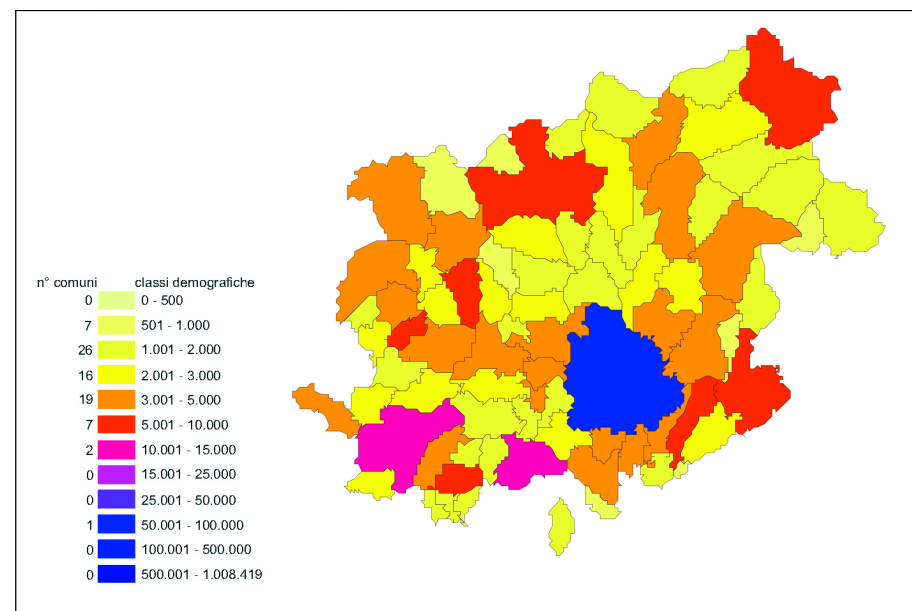 n° comuni classi demografiche
0 0 - 500
7 501 - 1.000
26 1.001 - 2.000
16 2.001 - 3.000
19 3.001 - 5.000
7 5.001 - 10.000
2 10.001 - 15.000
0 15.001 - 25.000
0 25.001 - 50.000
1 50.001 - 100.000
0 100.001 - 500.000
0 500.001 - 1.008.419